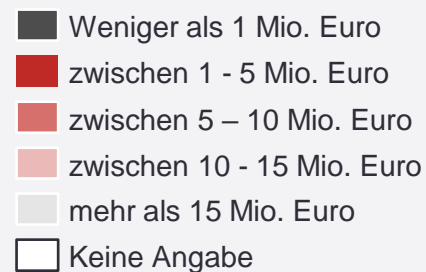 Weniger als 1 Mio. Euro
zwischen 1 - 5 Mio. Euro
zwischen 5 – 10 Mio. Euro
zwischen 10 - 15 Mio. Euro
mehr als 15 Mio. Euro
Keine Angabe